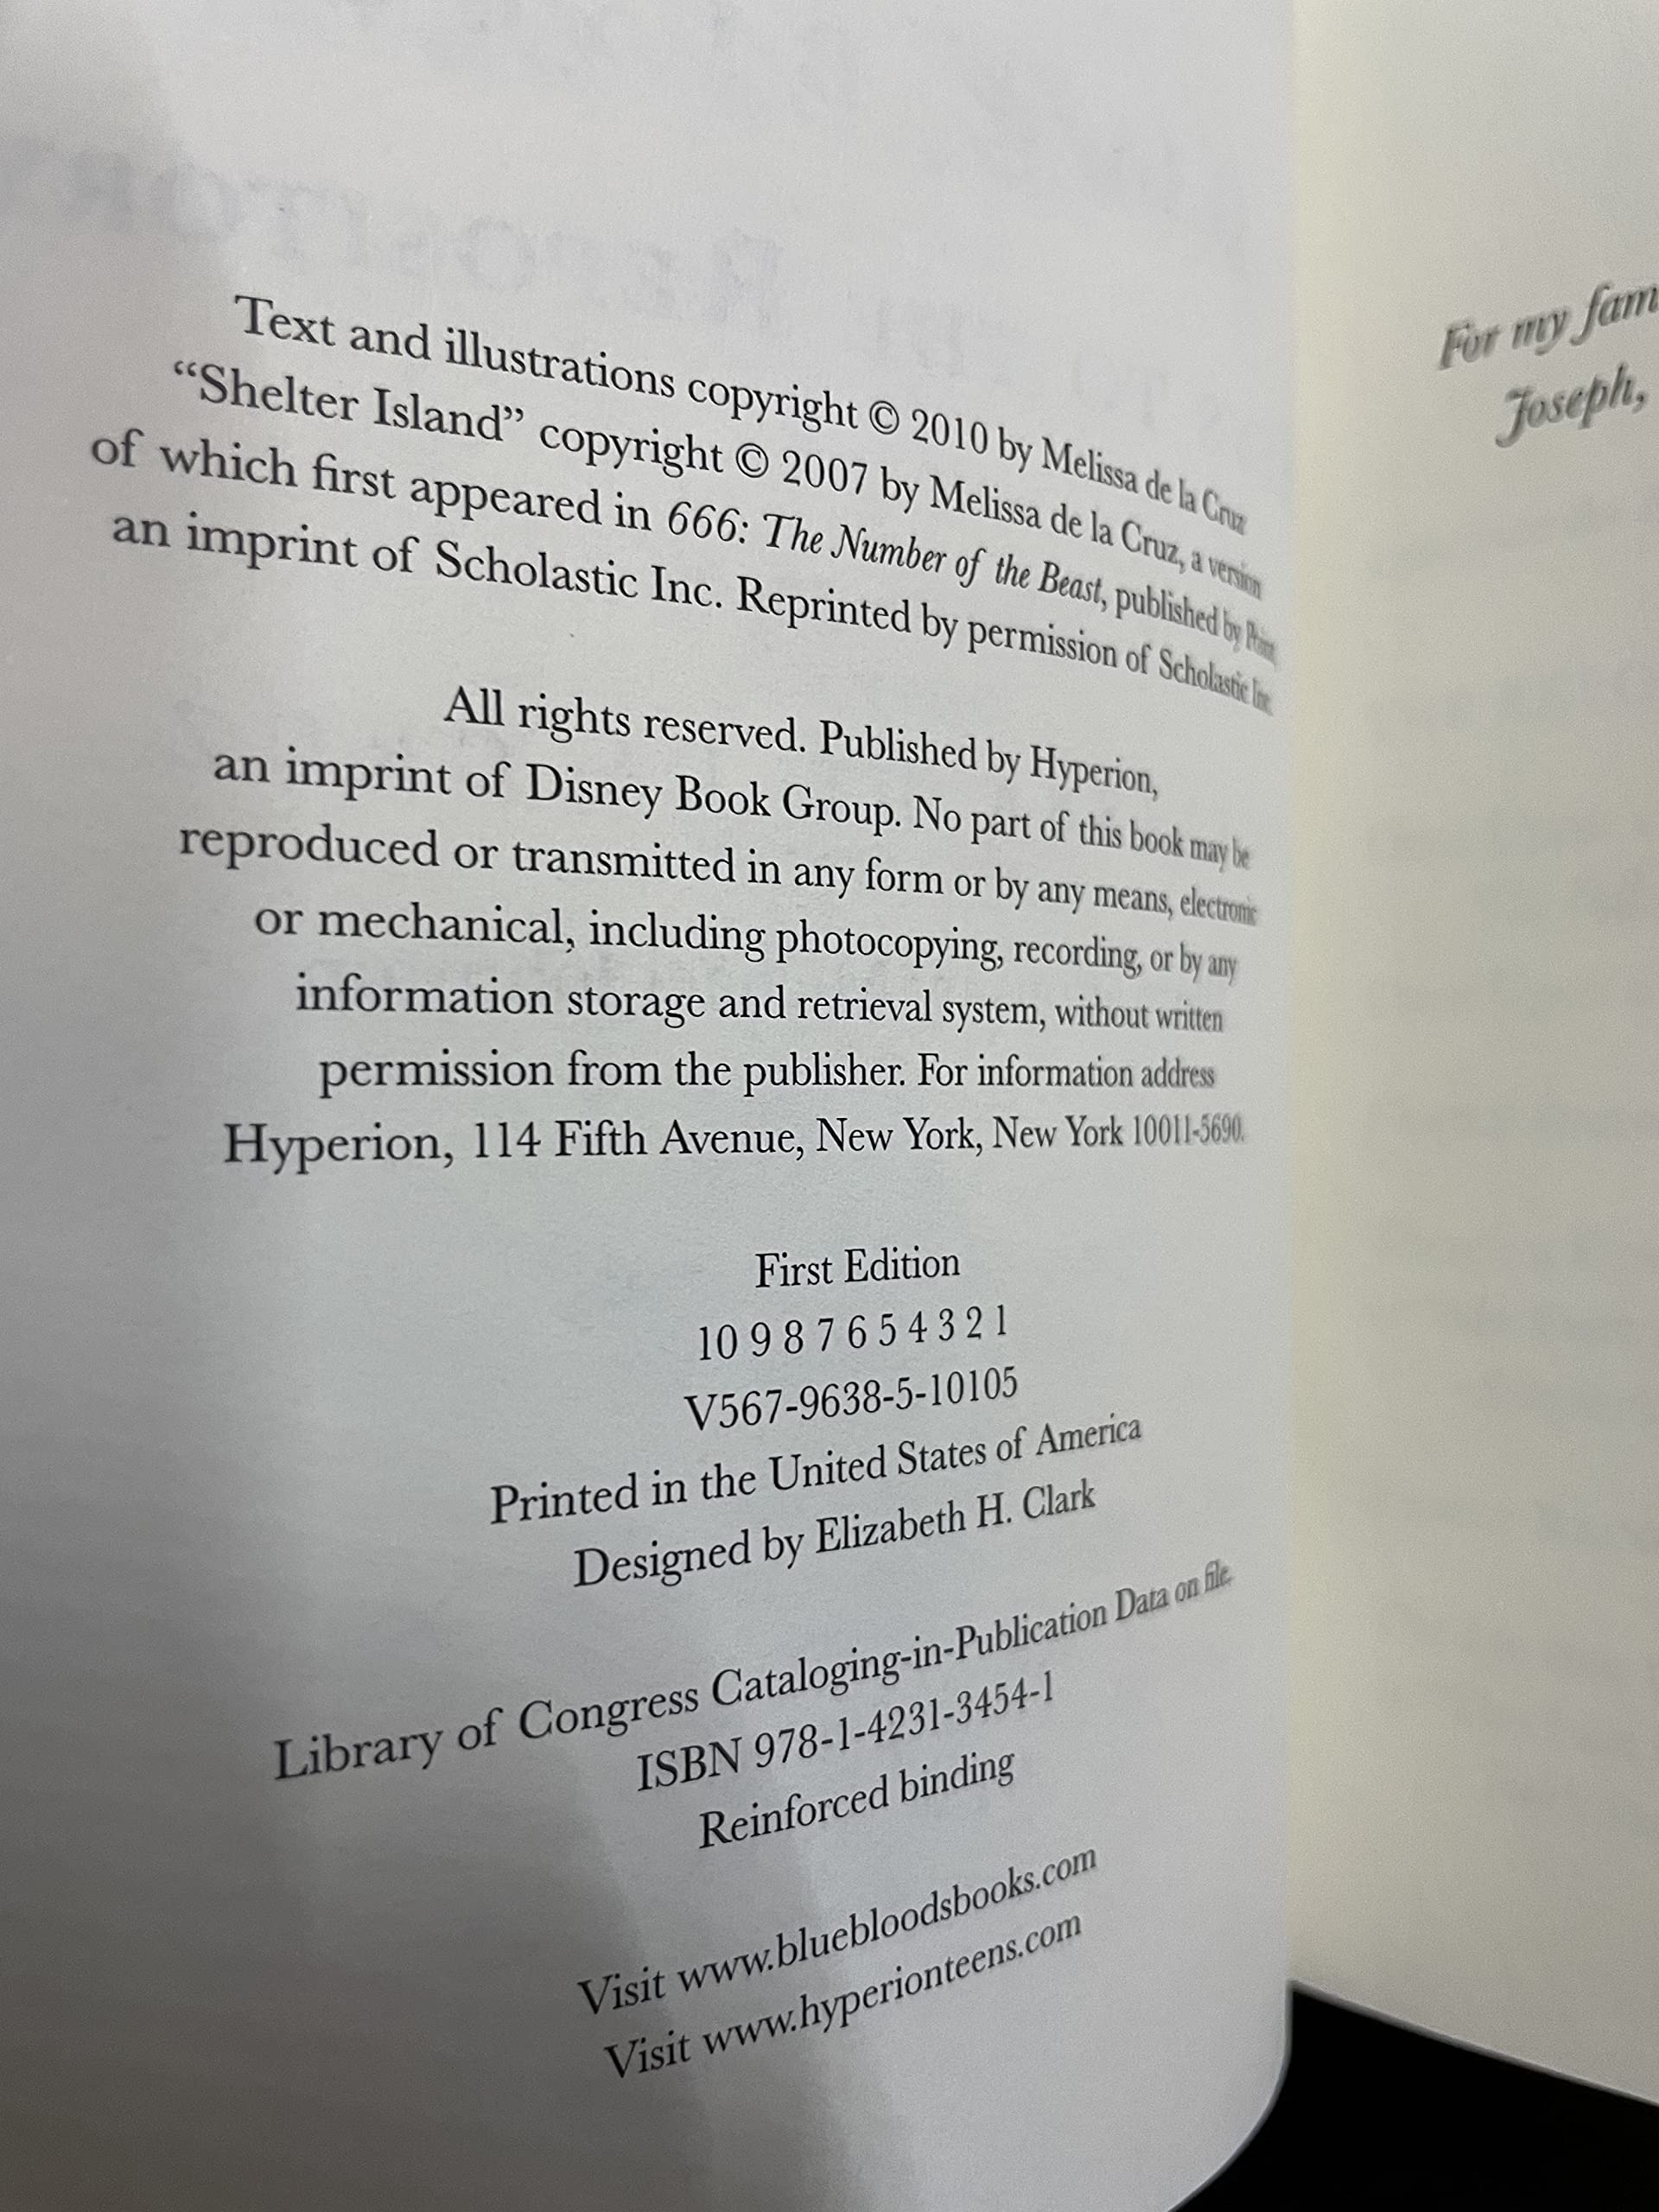 Text and illustrations copyright © 2010 by Melissa de la Cruz
“Shelter Island” copyright © 2007 by Melissa de la Cruz, a version
of which first appeared in 666: The Number of the Beast, published by Point,
an imprint of Scholastic Inc. Reprinted by permission of Scholastic Inc.
All rights reserved. Published by Hyperion,
an imprint of Disney Book Group. No part of this book may be
reproduced or transmitted in any form or by any means, electronic
or mechanical, including photocopying, recording, or by any
information storage and retrieval system, without written
permission from the publisher. For information address
Hyperion, 114 Fifth Avenue, New York, New York 10011-5690.
First Edition
10 9 8 7 6 5 4 3 2 1
V567-9638-5-10105
Printed in the United States of America
Designed by Elizabeth H. Clark
Library of Congress Cataloging-in-Publication Data on file.
ISBN 978-1-4231-3454-1
Reinforced binding
Visit www.bluebloodsbooks.com
Visit www.hyperionteens.com
For my fam
Joseph,